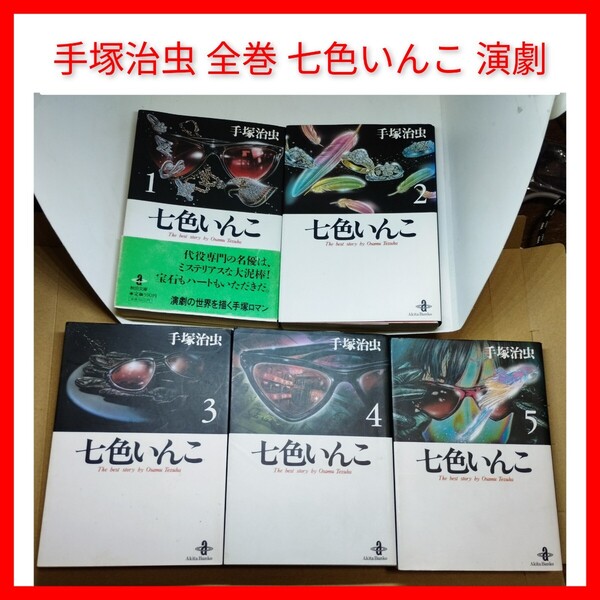 手塚治虫 全巻 七色いんこ 演劇
手塚治虫
1
七色いんこ
The best story by Osamu Tezuka
代役専門の名優は、
ミステリアスな大泥棒!
宝石もハートもいただきだ。
演劇の世界を描く手塚ロマン
a
秋田文庫
手塚治虫
2
七色いんこ
The best story by Osamu Tezuka
a
Akita Bunko
手塚治虫
3
七色いんこ
The best story by Osamu Tezuka
a
Akita Bunko
手塚治虫
4
七色いんこ
The best story by Osamu Tezuka
a
Akita Bunko
手塚治虫
5
七色いんこ
The best story by Osamu Tezuka
a
Akita Bunko